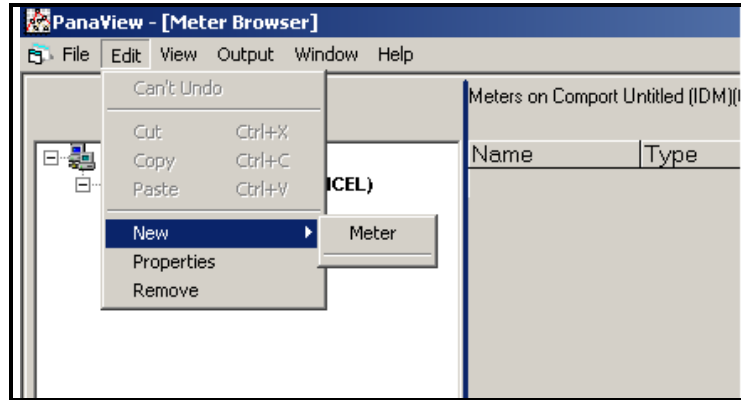 PanaView - [Meter Browser]
File Edit View Output Window Help
Can't Undo
Meters on Comport Untitled (IDM)(
Cut Ctrl+X
Name Type
Copy Ctrl+C
Paste Ctrl+V
ICEL)
New Meter
Properties
Remove